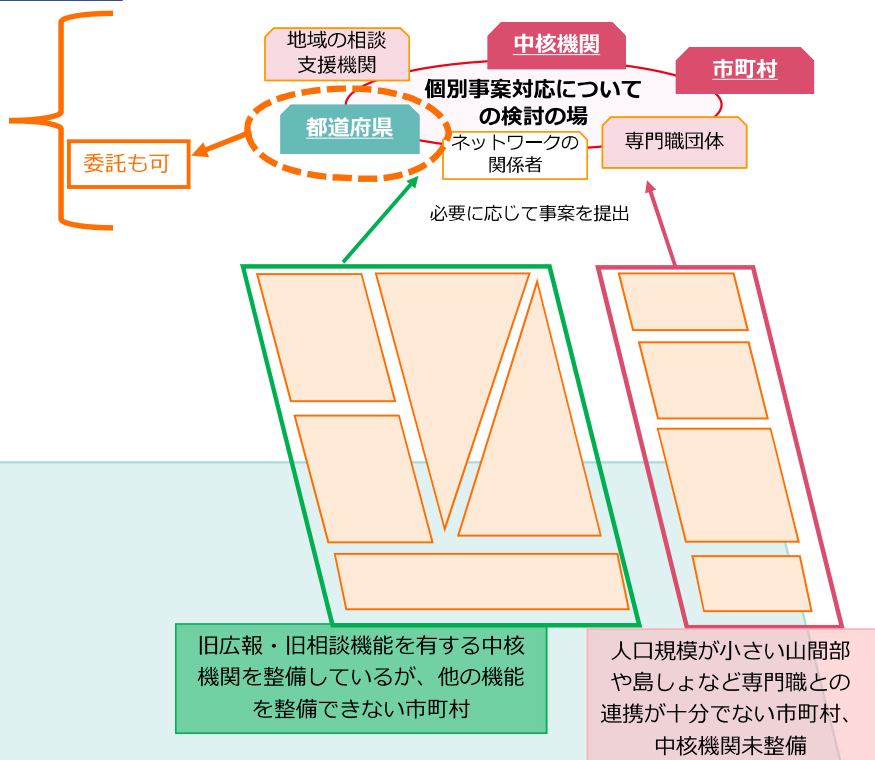 地域の相談
支援機関
中核機関
市町村
個別事案対応について
の検討の場
都道府県
ネットワークの
関係者
専門職団体
委託も可
必要に応じて事案を提出
旧広報・旧相談機能を有する中核
機関を整備しているが、他の機能
を整備できない市町村
人口規模が小さい山間部
や島しょなど専門職との
連携が十分でない市町村、
中核機関未整備